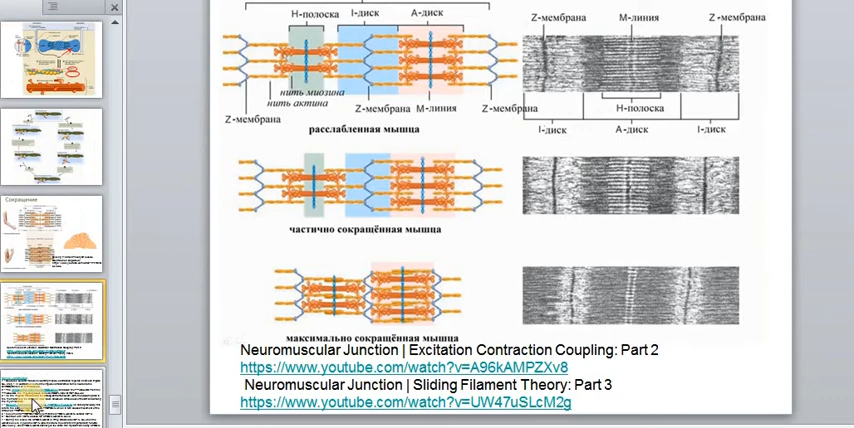 H-полоска I-диск A-диск
Z-мембрана M-линия Z-мембрана
нить миозина
нить актина
Z-мембрана Z-мембрана M-линия Z-мембрана
H-полоска
I-диск A-диск I-диск
расслабленная мышца
частично сокращённая мышца
максимально сокращённая мышца
Neuromuscular Junction | Excitation Contraction Coupling: Part 2
https://www.youtube.com/watch?v=A96kAMPZXv8
Neuromuscular Junction | Sliding Filament Theory: Part 3
https://www.youtube.com/watch?v=UW47uSLcM2g
Сокращение